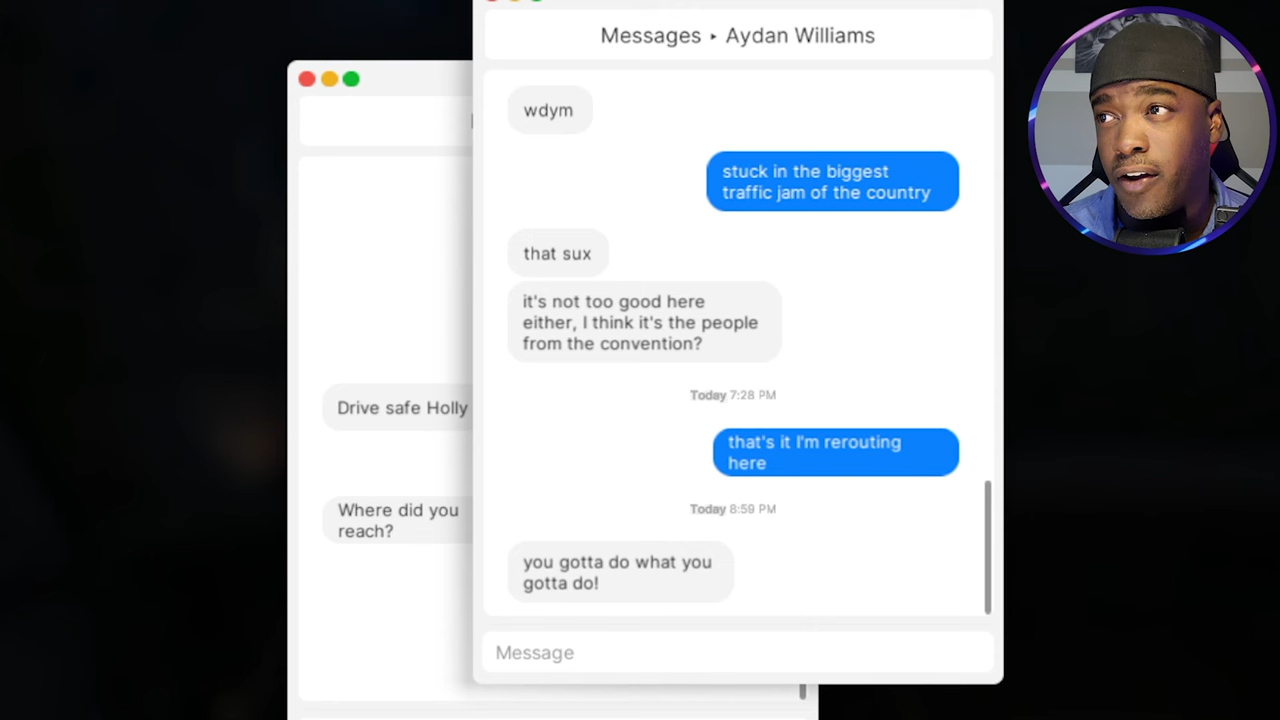 Messages ▸ Aydan Williams
wdym
stuck in the biggest
traffic jam of the country
that sux
it's not too good here
either, I think it's the people
from the convention?
Today 7:28 PM
that's it I'm rerouting
here
Today 8:59 PM
you gotta do what you
gotta do!
Message
Drive safe Holly
Where did you
reach?